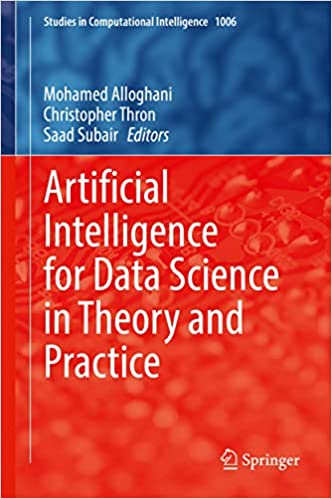 Studies in Computational Intelligence 1006
Mohamed Alloghani
Christopher Thron
Saad Subair Editors
Artificial
Intelligence
for Data Science
in Theory and
Practice
Springer